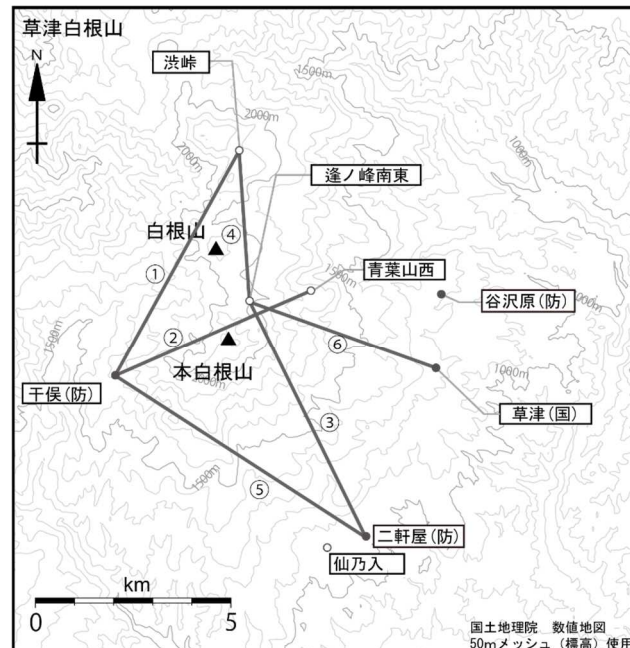 草津白根山
N
渋峠
1500m
2000m
1000m
2000m
逢ノ峰南東
白根山
④
青葉山西
1500m
①
谷沢原(防)
②
⑥
本白根山
1000m
干俣(防)
草津(国)
③
1500m
⑤
二軒屋(防)
仙乃入
km
0 5
国土地理院 数値地図
50mメッシュ(標高)使用